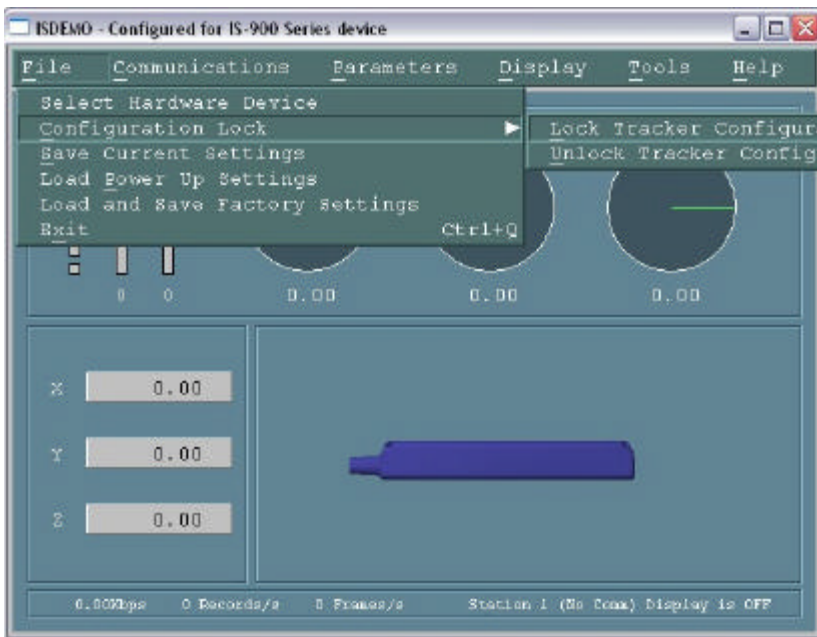 ISDEMO - Configured for IS-900 Series device
File Communications Parameters Display Tools Help
Select Hardware Device
Configuration Lock
Lock Tracker Configur
Save Current Settings
Unlock Tracker Config
Load Power Up Settings
Load and Save Factory Settings
Exit Ctrl+Q
0 0 0.00 0.00 0.00
X 0.00
Y 0.00
Z 0.00
0.00Kbps 0 Records/s 0 Frames/s Station 1 (No Comm) Display is OFF